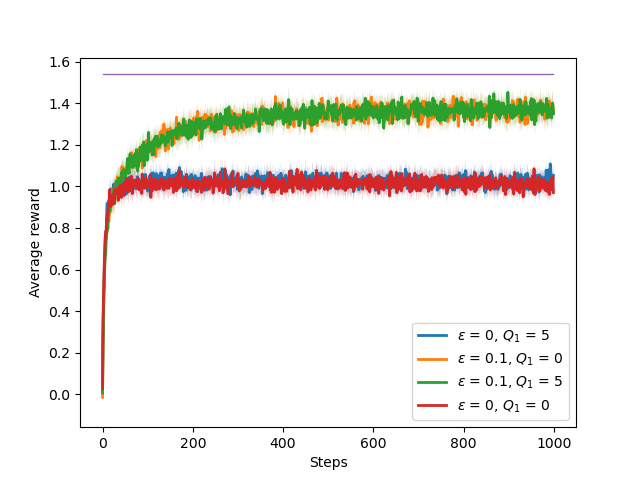 1.6
1.4
1.2
1.0
0.8
0.6
0.4
0.2
0.0
Average reward
ε = 0, Q₁ = 5
ε = 0.1, Q₁ = 0
ε = 0.1, Q₁ = 5
ε = 0, Q₁ = 0
0 200 400 600 800 1000
Steps